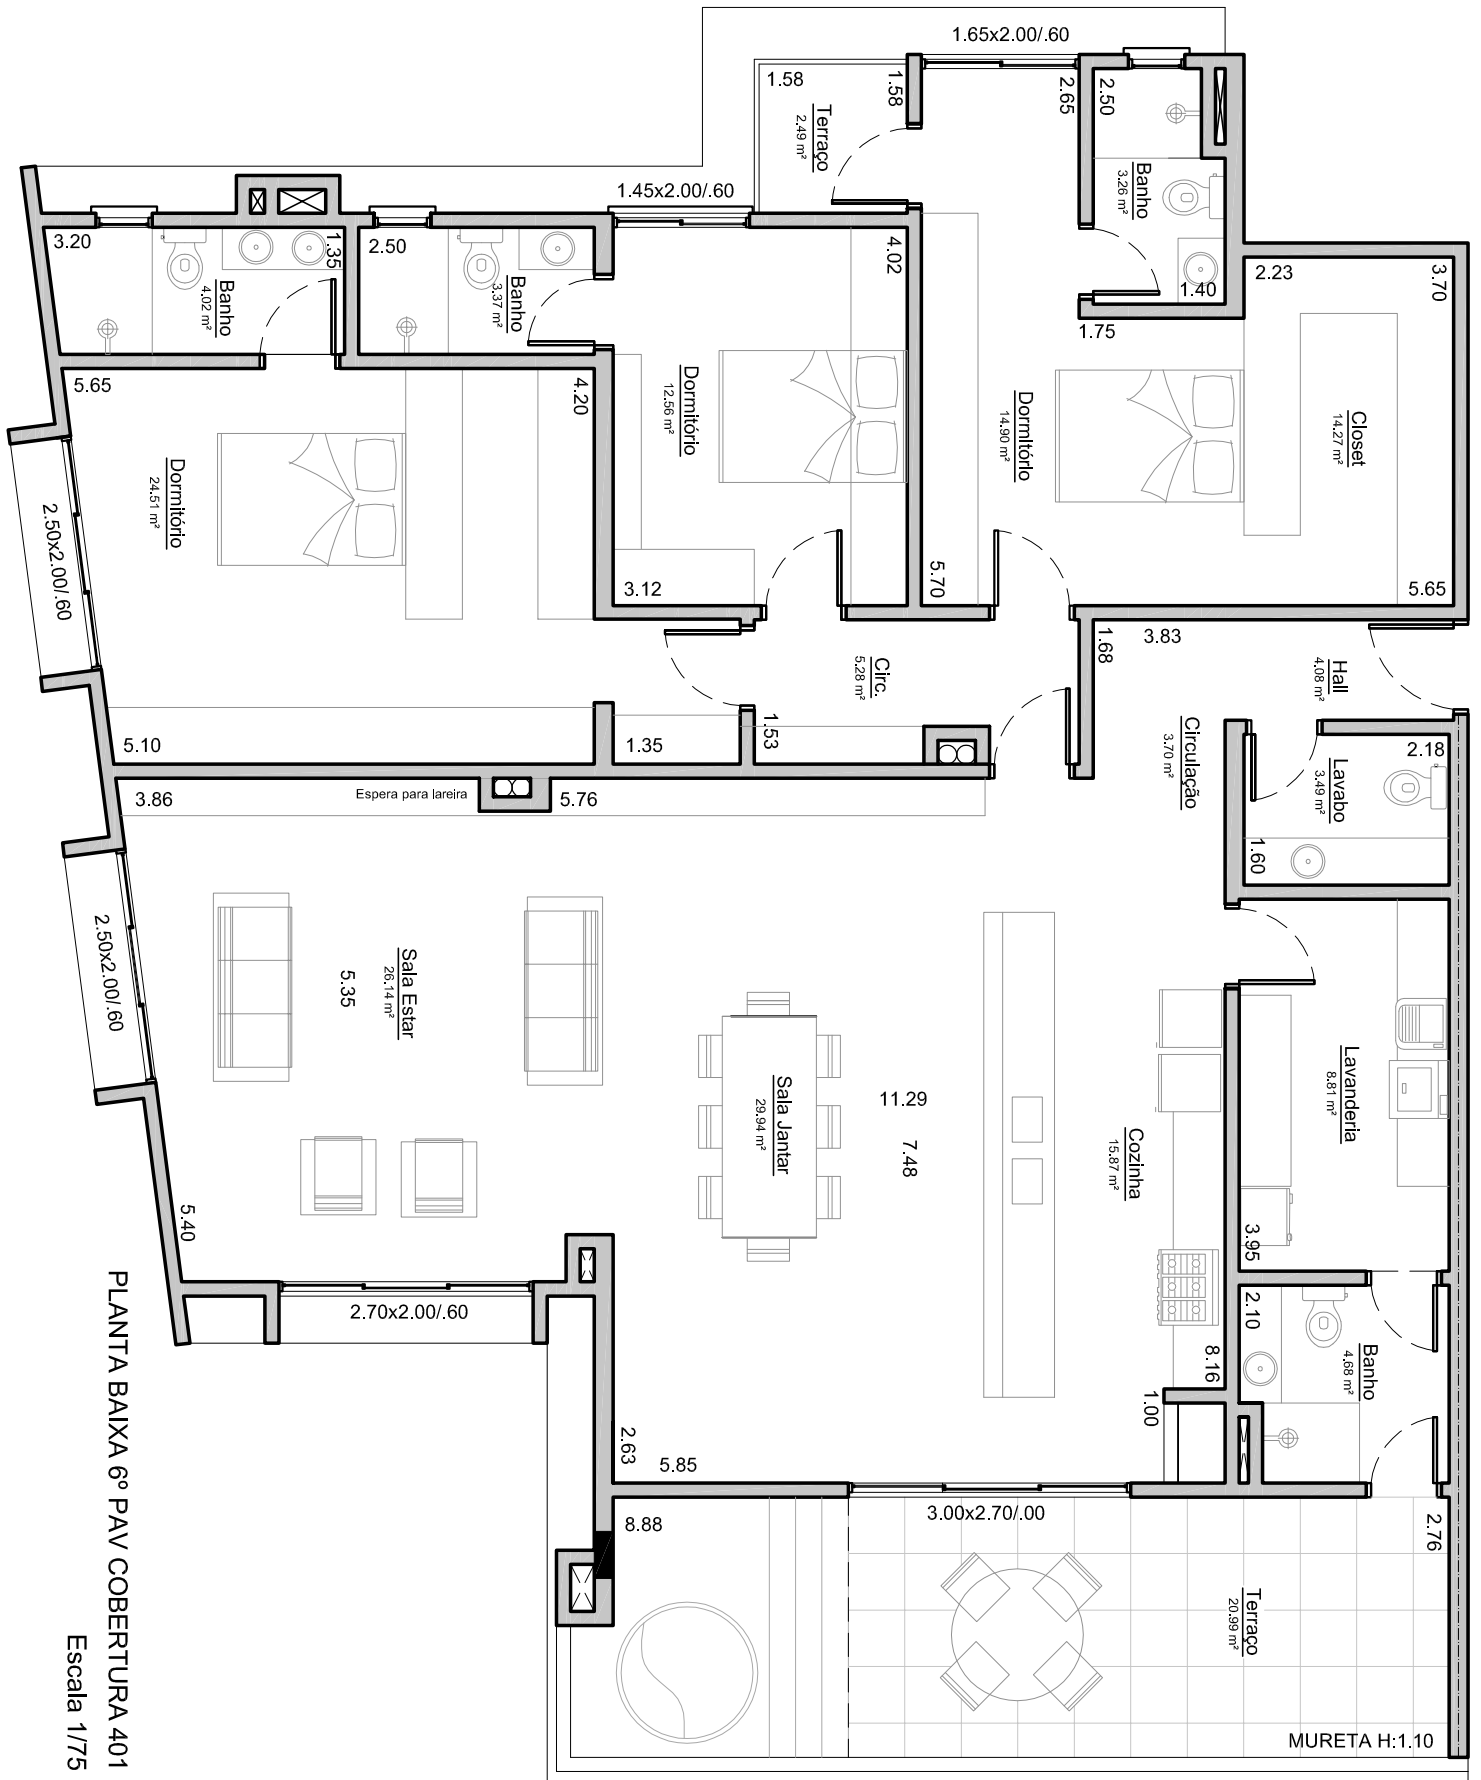 1.65x2.00/.60
1.58
1.58
2.65
2.50
Terraço
2.49 m²
Banho
3.26 m²
1.45x2.00/.60
3.20
1.35
2.50
4.02
1.40
2.23
3.70
Banho
4.02 m²
Banho
3.37 m²
1.75
5.65
4.20
Dormitório
12.56 m²
Dormitório
14.90 m²
Closet
14.27 m²
Dormitório
24.51 m²
2.50x2.00/.60
3.12
5.70
5.65
1.68
3.83
Circ.
5.28 m²
Hall
4.08 m²
5.10
1.35
1.53
Circulação
3.70 m²
2.18
Lavabo
3.49 m²
3.86
Espera para lareira
5.76
1.60
2.50x2.00/.60
Sala Estar
26.14 m²
5.35
Sala Jantar
29.94 m²
11.29
7.48
Cozinha
15.87 m²
Lavanderia
8.81 m²
5.40
3.95
2.70x2.00/.60
2.10
8.16
Banho
4.68 m²
1.00
2.63
5.85
8.88
3.00x2.70/.00
2.76
Terraço
20.99 m²
MURETA H:1.10
PLANTA BAIXA 6º PAV COBERTURA 401
Escala 1/75